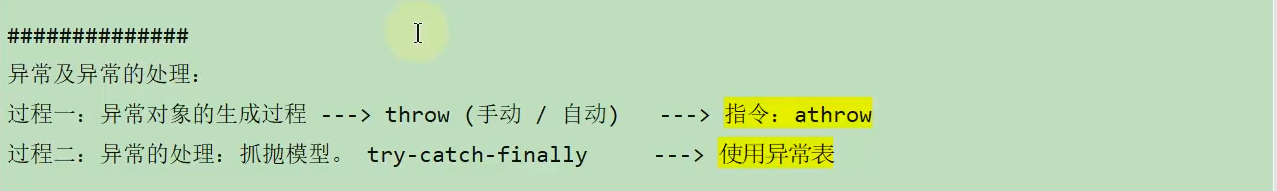 ##############
异常及异常的处理：
过程一：异常对象的生成过程 ---> throw (手动 / 自动) ---> 指令：athrow
过程二：异常的处理：抓抛模型。 try-catch-finally ---> 使用异常表